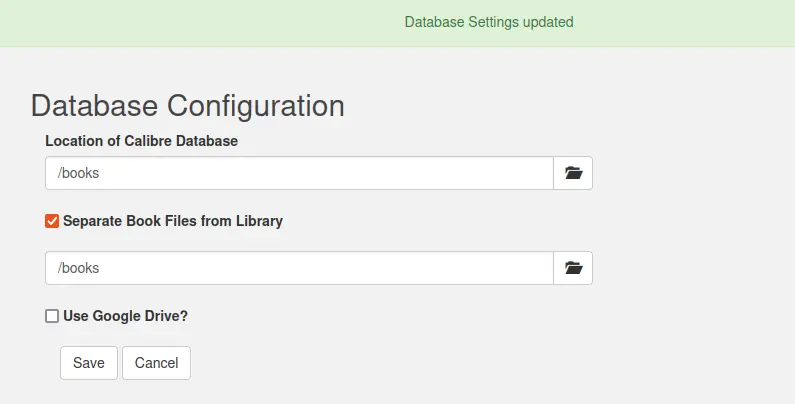 Database Settings updated
Database Configuration
Location of Calibre Database
/books
Separate Book Files from Library
/books
Use Google Drive?
Save Cancel